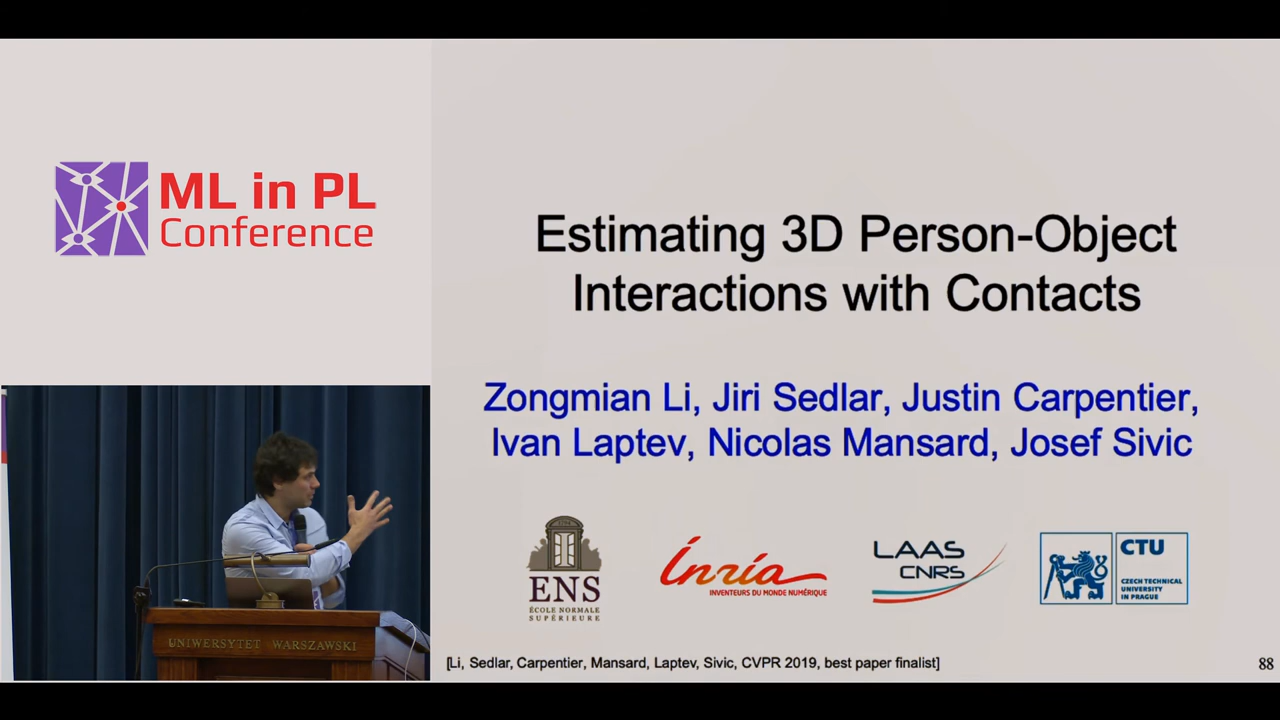 ML in PL
Conference
Estimating 3D Person-Object
Interactions with Contacts
Zongmian Li, Jiri Sedlar, Justin Carpentier,
Ivan Laptev, Nicolas Mansard, Josef Sivic
ENS
ÉCOLE NORMALE
SUPÉRIEURE
Inria
INVENTEURS DU MONDE NUMÉRIQUE
LAAS
CNRS
CTU
CZECH TECHNICAL
UNIVERSITY
IN PRAGUE
UNIWERSYTET WARSZAWSKI
[Li, Sedlar, Carpentier, Mansard, Laptev, Sivic, CVPR 2019, best paper finalist]
88